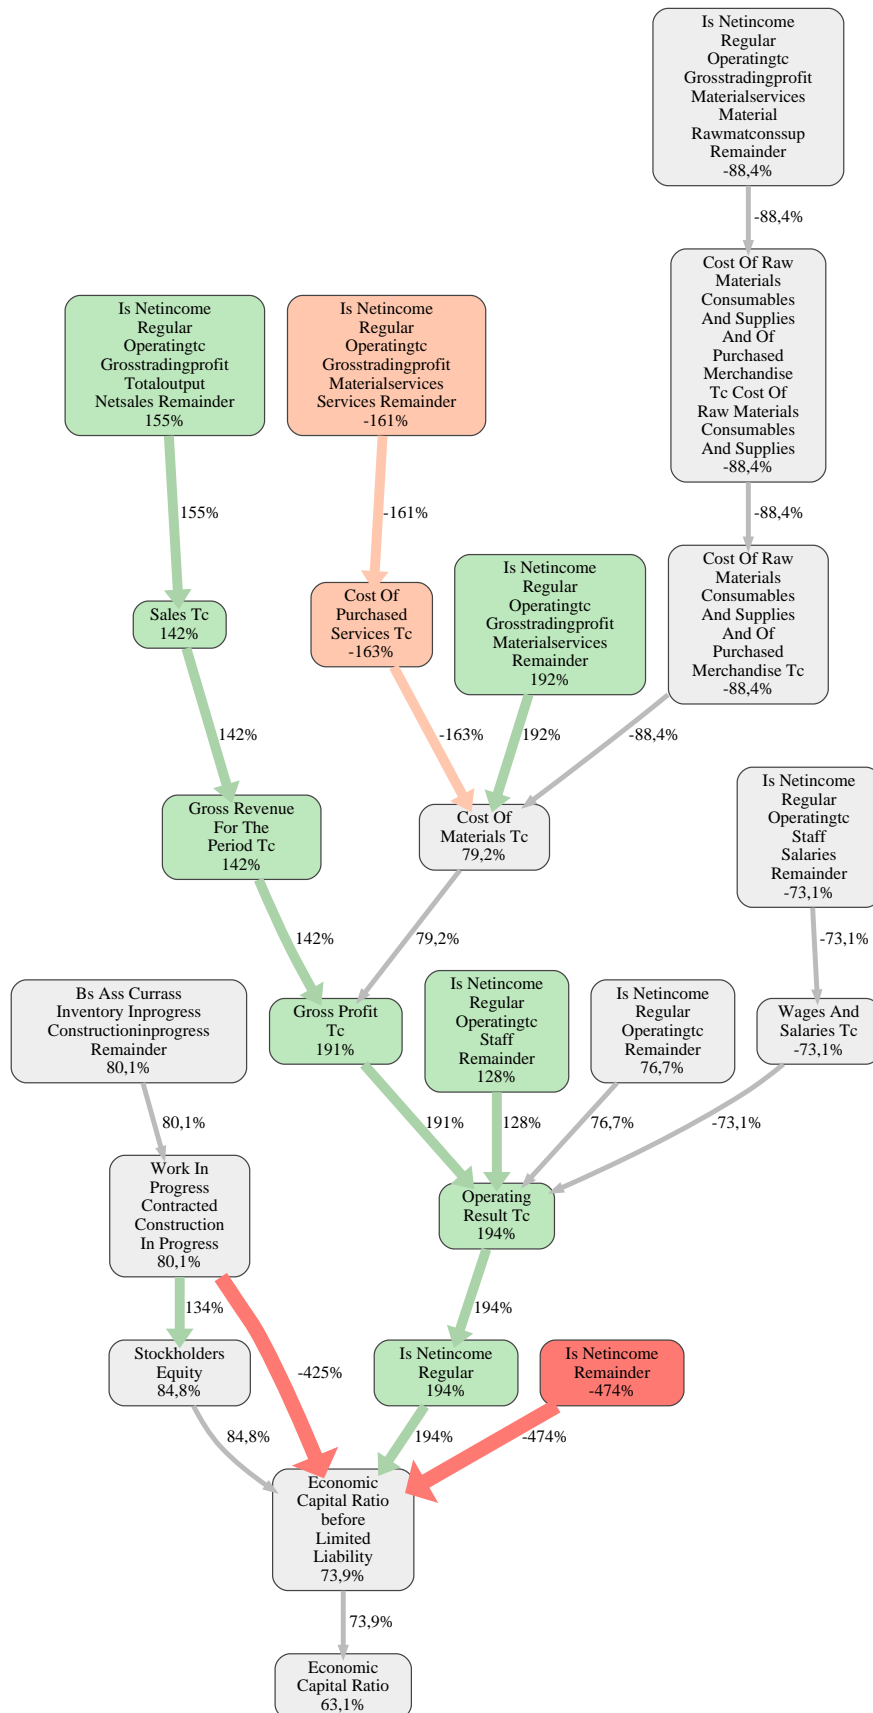 Is Netincome
Regular
Operatingtc
Grosstradingprofit
Materialservices
Material
Rawmatconssup
Remainder
-88,4%
-88,4%
Cost Of Raw
Materials
Consumables
And Supplies
And Of
Purchased
Merchandise
Tc Cost Of
Raw Materials
Consumables
And Supplies
-88,4%
Is Netincome
Regular
Operatingtc
Grosstradingprofit
Totaloutput
Netsales Remainder
155%
Is Netincome
Regular
Operatingtc
Grosstradingprofit
Materialservices
Services Remainder
-161%
155%
-161%
-88,4%
Cost Of Raw
Materials
Consumables
And Supplies
And Of
Purchased
Merchandise Tc
-88,4%
Is Netincome
Regular
Operatingtc
Grosstradingprofit
Materialservices
Remainder
192%
Cost Of
Purchased
Services Tc
-163%
Sales Tc
142%
142%
-163%
192%
-88,4%
Gross Revenue
For The
Period Tc
142%
Cost Of
Materials Tc
79,2%
Is Netincome
Regular
Operatingtc
Staff
Salaries
Remainder
-73,1%
142%
79,2%
-73,1%
Bs Ass Currass
Inventory Inprogress
Constructioninprogress
Remainder
80,1%
Gross Profit
Tc
191%
Is Netincome
Regular
Operatingtc
Staff
Remainder
128%
Is Netincome
Regular
Operatingtc
Remainder
76,7%
Wages And
Salaries Tc
-73,1%
80,1%
191%
128%
76,7%
-73,1%
Work In
Progress
Contracted
Construction
In Progress
80,1%
Operating
Result Tc
194%
134%
-425%
194%
Stockholders
Equity
84,8%
Is Netincome
Regular
194%
Is Netincome
Remainder
-474%
84,8%
194%
-474%
Economic
Capital Ratio
before
Limited
Liability
73,9%
73,9%
Economic
Capital Ratio
63,1%